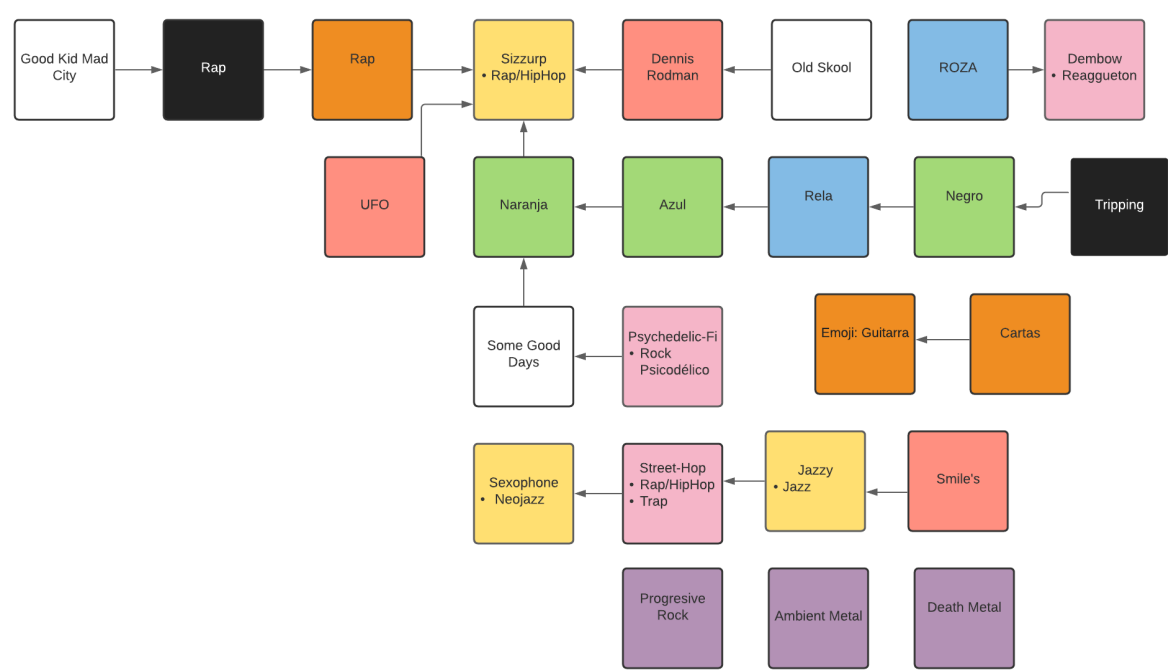 Good Kid Mad
City
Rap
Rap
Sizzurp
• Rap/HipHop
Dennis
Rodman
Old Skool
ROZA
Dembow
• Reaggueton
UFO
Naranja
Azul
Rela
Negro
Tripping
Some Good
Days
Psychedelic-Fi
• Rock
Psicodélico
Emoji: Guitarra
Cartas
Sexophone
• Neojazz
Street-Hop
• Rap/HipHop
• Trap
Jazzy
• Jazz
Smile's
Progresive
Rock
Ambient Metal
Death Metal